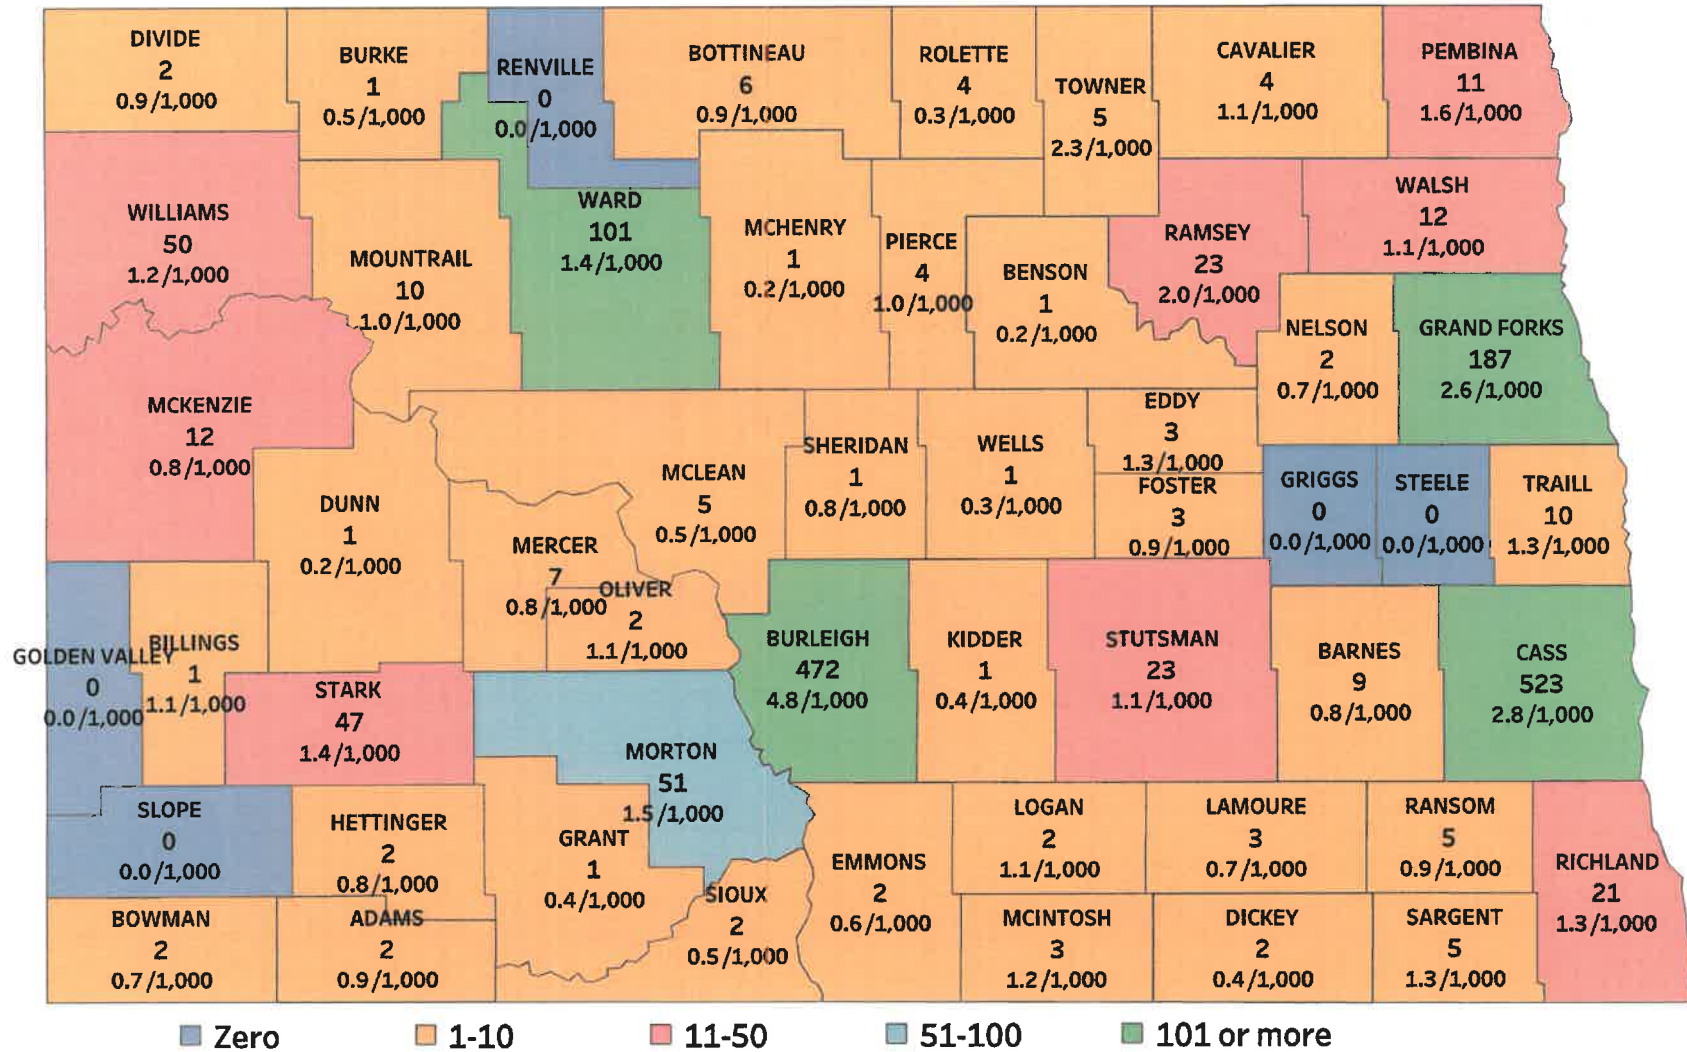 DIVIDE
2
0.9/1,000
BURKE
1
0.5/1,000
RENVILLE
0
0.0/1,000
BOTTINEAU
6
0.9/1,000
ROLETTE
4
0.3/1,000
TOWNER
5
2.3/1,000
CAVALIER
4
1.1/1,000
PEMBINA
11
1.6/1,000
WILLIAMS
50
1.2/1,000
MOUNTRAIL
10
1.0/1,000
WARD
101
1.4/1,000
MCHENRY
1
0.2/1,000
PIERCE
4
1.0/1,000
BENSON
1
0.2/1,000
RAMSEY
23
2.0/1,000
WALSH
12
1.1/1,000
NELSON
2
0.7/1,000
GRAND FORKS
187
2.6/1,000
MCKENZIE
12
0.8/1,000
DUNN
1
0.2/1,000
MERCER
7
0.8/1,000
OLIVER
2
1.1/1,000
MCLEAN
5
0.5/1,000
SHERIDAN
1
0.8/1,000
WELLS
1
0.3/1,000
EDDY
3
1.3/1,000
FOSTER
3
0.9/1,000
GRIGGS
0
0.0/1,000
STEELE
0
0.0/1,000
TRAILL
10
1.3/1,000
GOLDEN VALLEY
0
0.0/1,000
BILLINGS
1
1.1/1,000
STARK
47
1.4/1,000
MORTON
51
1.5/1,000
BURLEIGH
472
4.8/1,000
KIDDER
1
0.4/1,000
STUTSMAN
23
1.1/1,000
BARNES
9
0.8/1,000
CASS
523
2.8/1,000
SLOPE
0
0.0/1,000
HETTINGER
2
0.8/1,000
GRANT
1
0.4/1,000
SIOUX
2
0.5/1,000
EMMONS
2
0.6/1,000
LOGAN
2
1.1/1,000
LAMOURE
3
0.7/1,000
RANSOM
5
0.9/1,000
RICHLAND
21
1.3/1,000
BOWMAN
2
0.7/1,000
ADAMS
2
0.9/1,000
MCINTOSH
3
1.2/1,000
DICKEY
2
0.4/1,000
SARGENT
5
1.3/1,000
Zero
1-10
11-50
51-100
101 or more